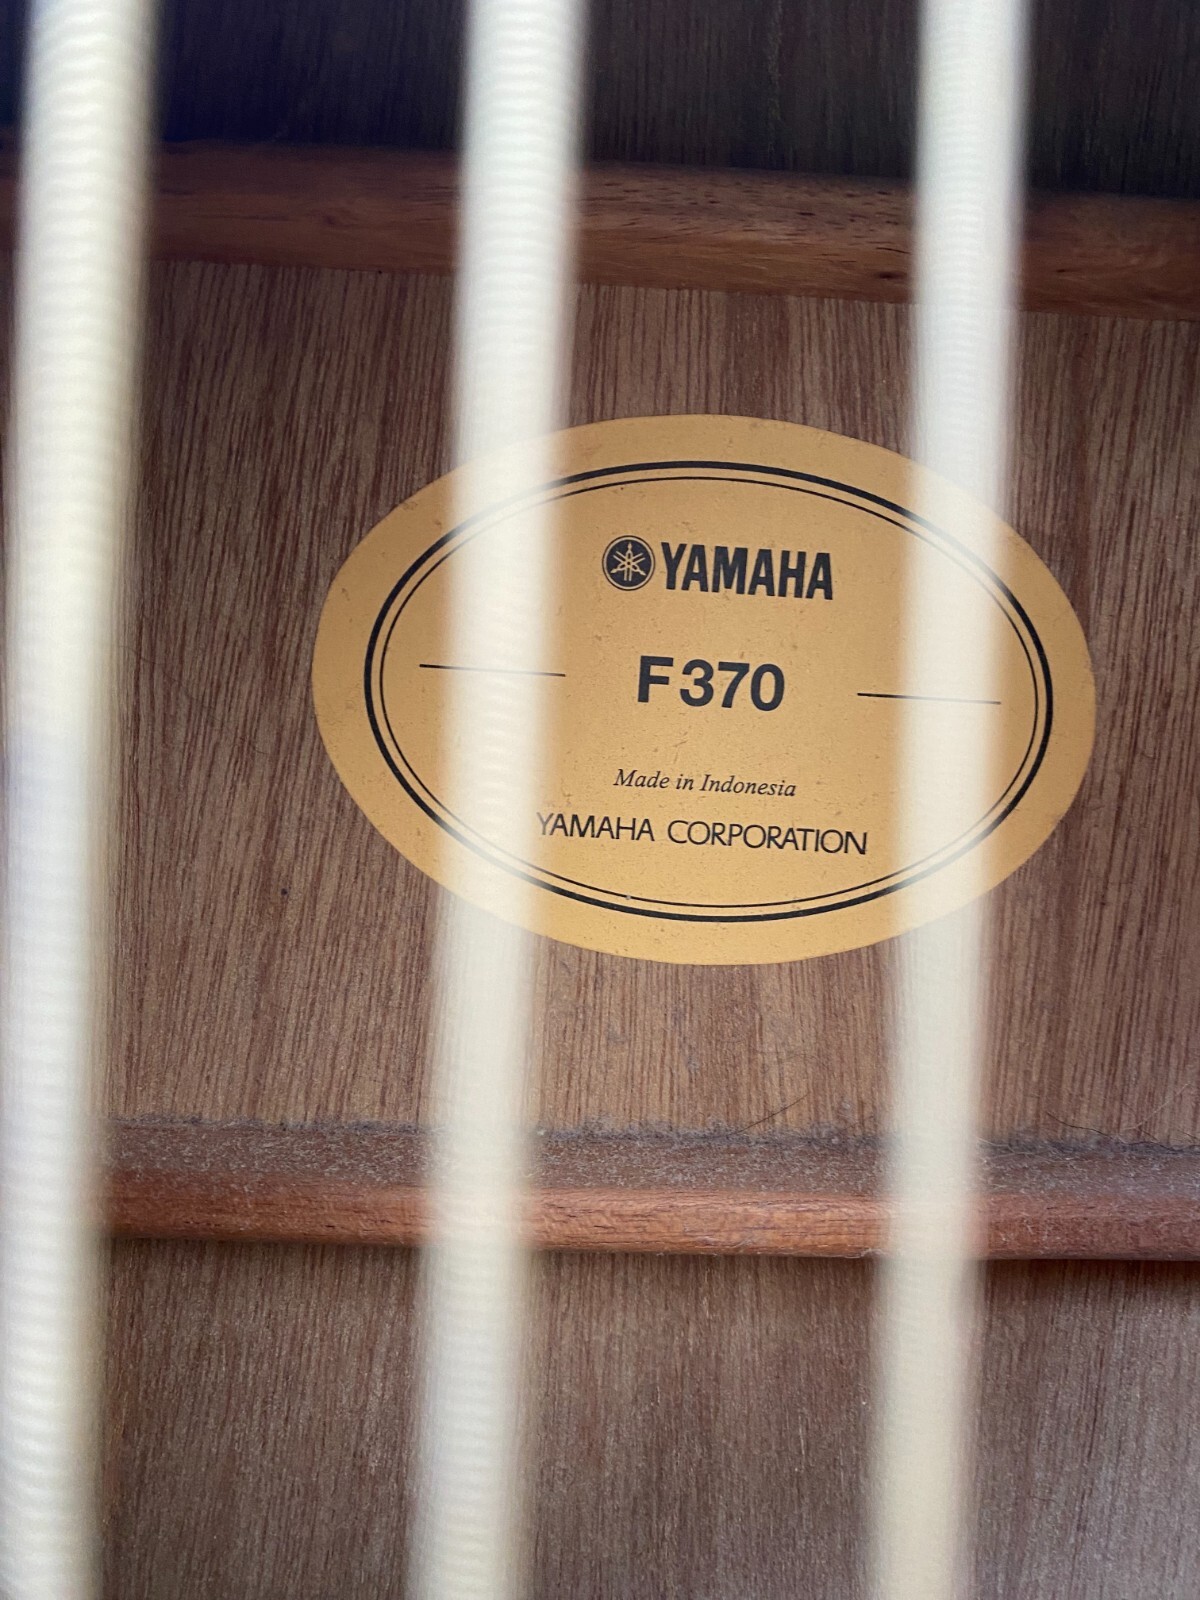 YAMAHA
F370
Made in Indonesia
YAMAHA CORPORATION